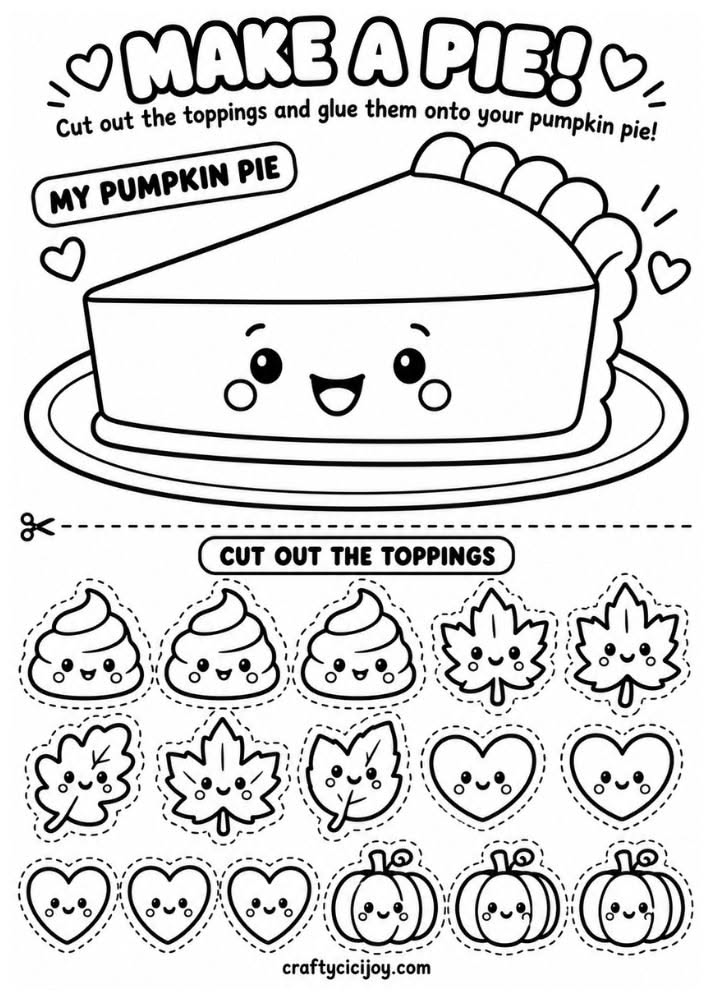 MAKE A PIE!
Cut out the toppings and glue them onto your pumpkin pie!
MY PUMPKIN PIE
CUT OUT THE TOPPINGS
craftycicijoy.com